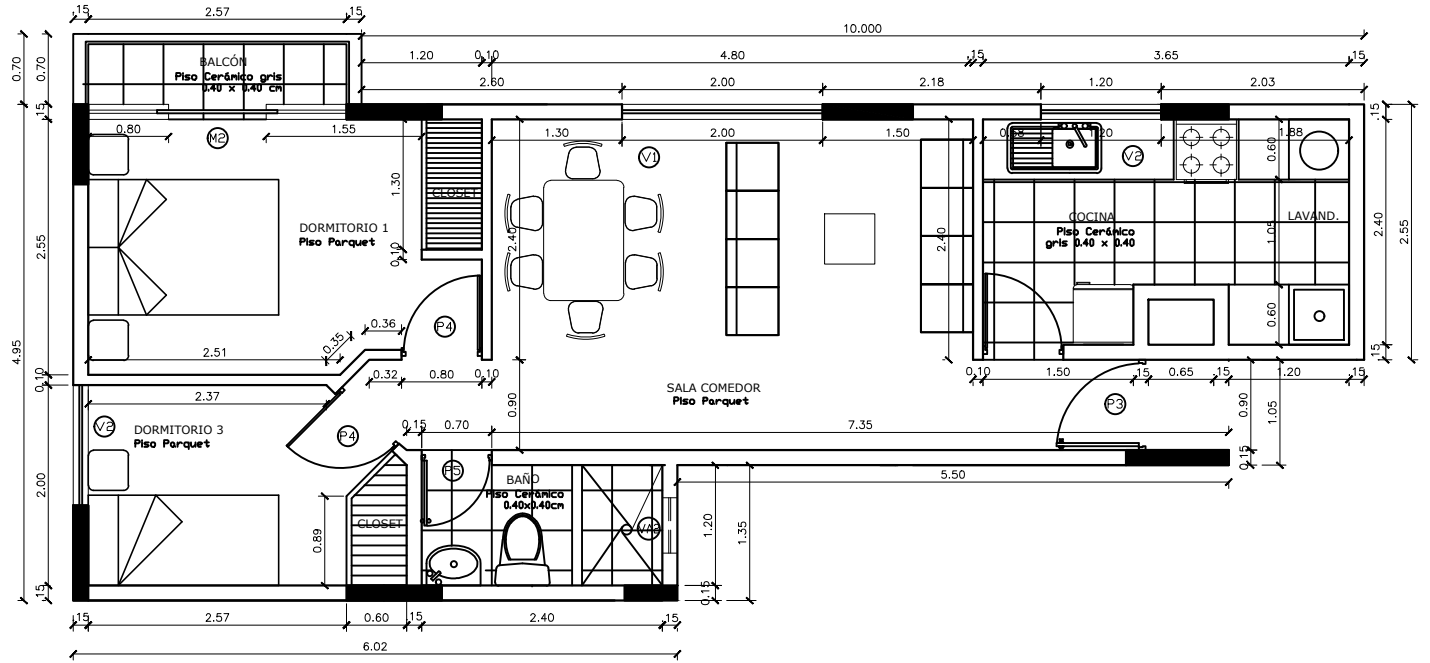 .15 2.57 .15
10.000
1.20 0.10 4.80 .15 3.65 .15
2.60 2.00 2.18 1.20 2.03
0.70 0.70
BALCÓN
Piso Cerámico gris
0.40 x 0.40 cm
.15 .15
0.80 M2 1.55 1.30 2.00 1.50 0.68 1.20 1.88
V1 V2 0.60
CLOSET
1.30 0.10
DORMITORIO 1
Piso Parquet
2.40 2.40
COCINA
Piso Cerámico
gris 0.40 x 0.40
LAVAND.
1.05 2.40 2.55
2.55 4.95
P4
0.36 0.35
2.51
0.60 .15
0.32 0.80 0.10
0.10 1.50 .15 0.65 .15 1.20 .15
0.10
2.37
SALA COMEDOR
Piso Parquet
P3
0.90 0.90 1.05
V2
DORMITORIO 3
Piso Parquet
P4
0.15 0.70 7.35
0.15
P5
BAÑO
Piso Cerámico
0.40x0.40cm
5.50
2.00
CLOSET
0.89
VA2
1.20 1.35
.15 0.15
.15 2.57 0.60 .15 2.40 .15
6.02